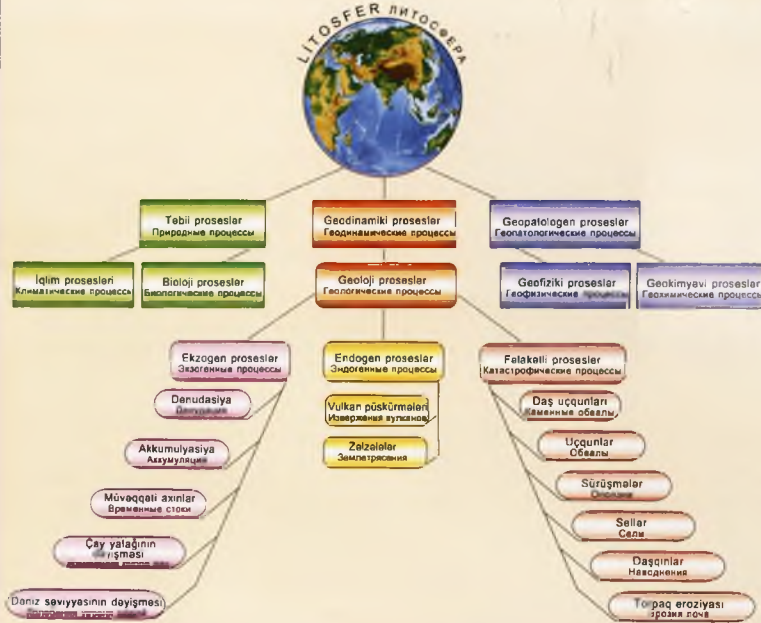 LİTOSFER ЛИТОСФЕРА
Təbii proseslər
Природные процессы
Geodinamiki proseslər
Геодинамические процессы
Geopatologen proseslər
Геопатологические процессы
İqlim prosesləri
Климатические процессы
Bioloji proseslər
Биологические процессы
Geoloji proseslər
Геологические процессы
Geofiziki proseslər
Геофизические
Geokimyəvi proseslər
Геохимические процессы
Ekzogen proseslər
Экзогенные процессы
Endogen proseslər
Эндогенные процессы
Fəlakətli proseslər
Катастрофические процессы
Denudasiya
Vulkan püskürmələri
Извержения вулканов
Daş uçqunları
Каменные обвалы
Akkumulyasiya
Аккумуляция
Zəlzələlər
Землетрясения
Uçqunlar
Обвалы
Müvəqqəti axınlar
Временные стоки
Sürüşmələr
Sellər
Сели
Çay yatağının
dəyişməsi
Daşqınlar
Наводнения
Dəniz səviyyəsinin dəyişməsi
Torpaq eroziyası
Эрозия почв